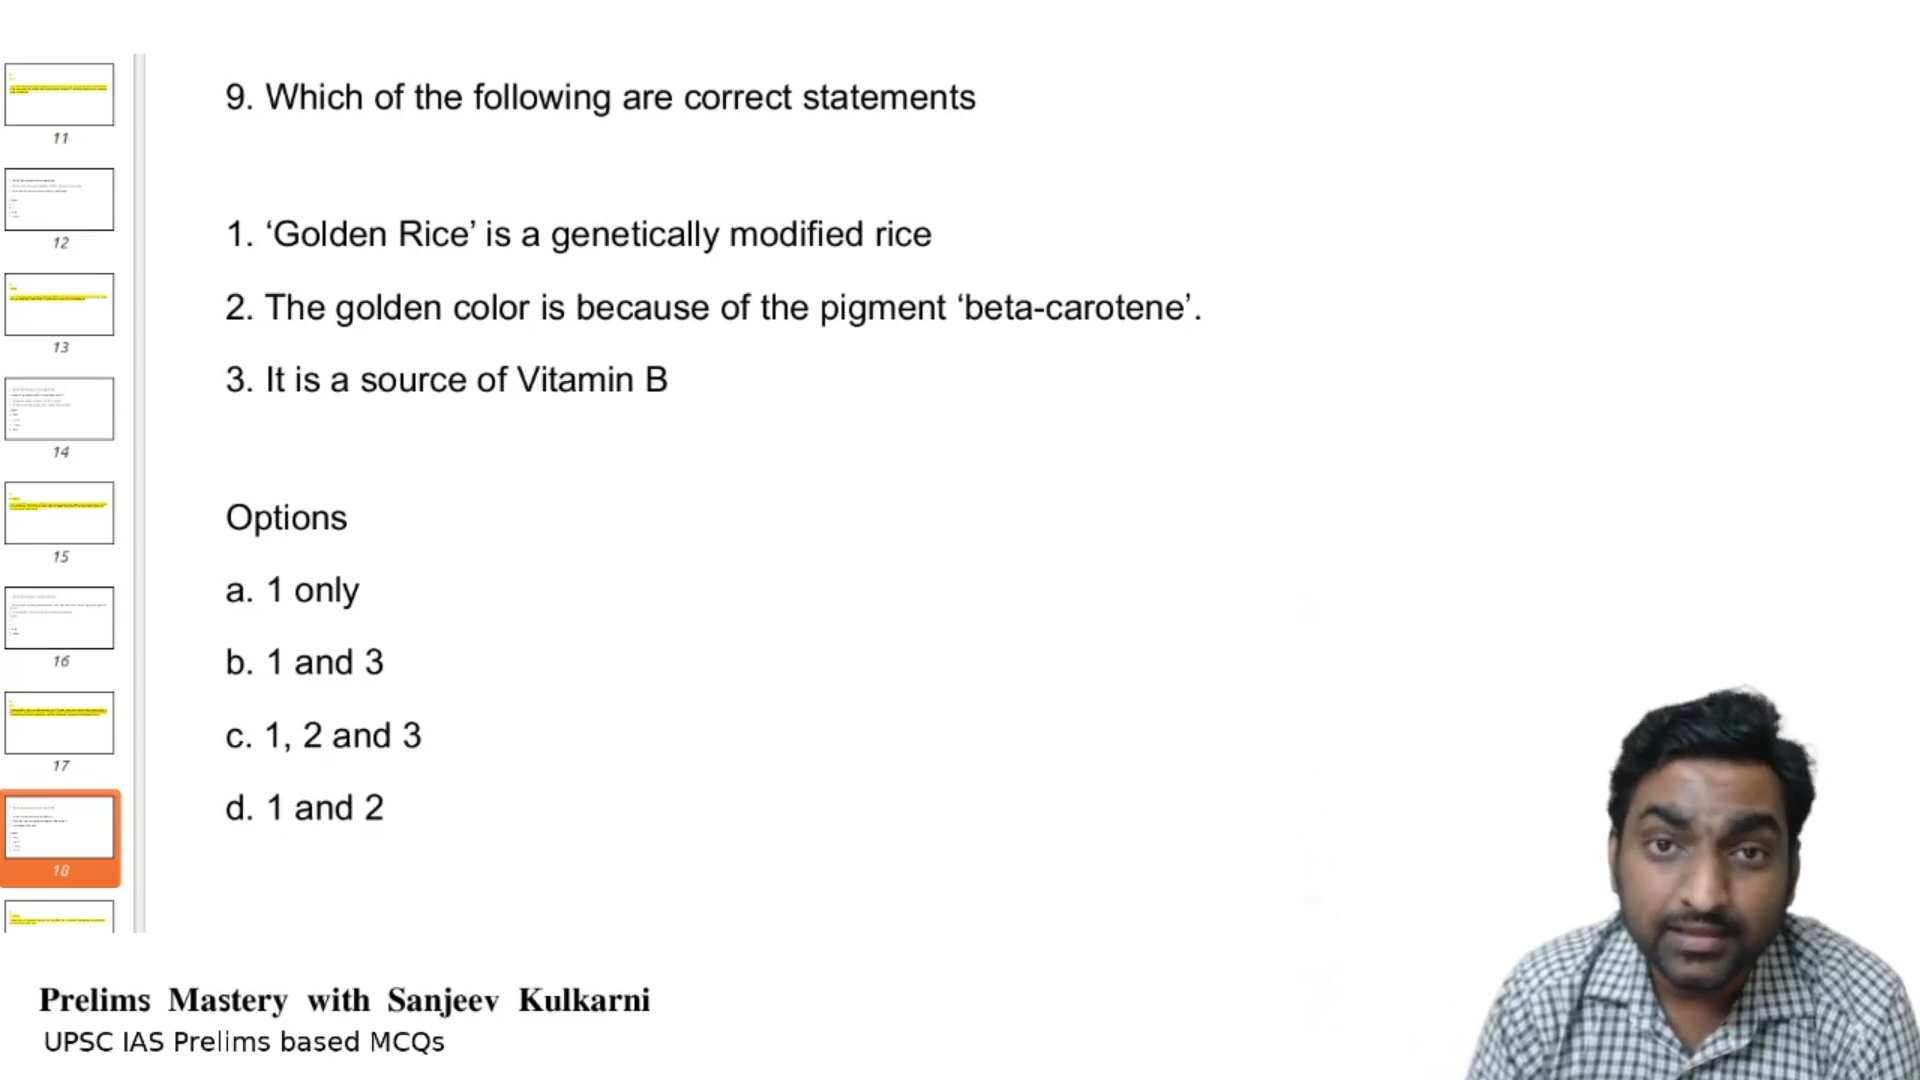 9. Which of the following are correct statements
1. ‘Golden Rice’ is a genetically modified rice
2. The golden color is because of the pigment ‘beta-carotene’.
3. It is a source of Vitamin B
Options
a. 1 only
b. 1 and 3
c. 1, 2 and 3
d. 1 and 2
11
12
13
14
15
16
17
18
Prelims Mastery with Sanjeev Kulkarni
UPSC IAS Prelims based MCQs